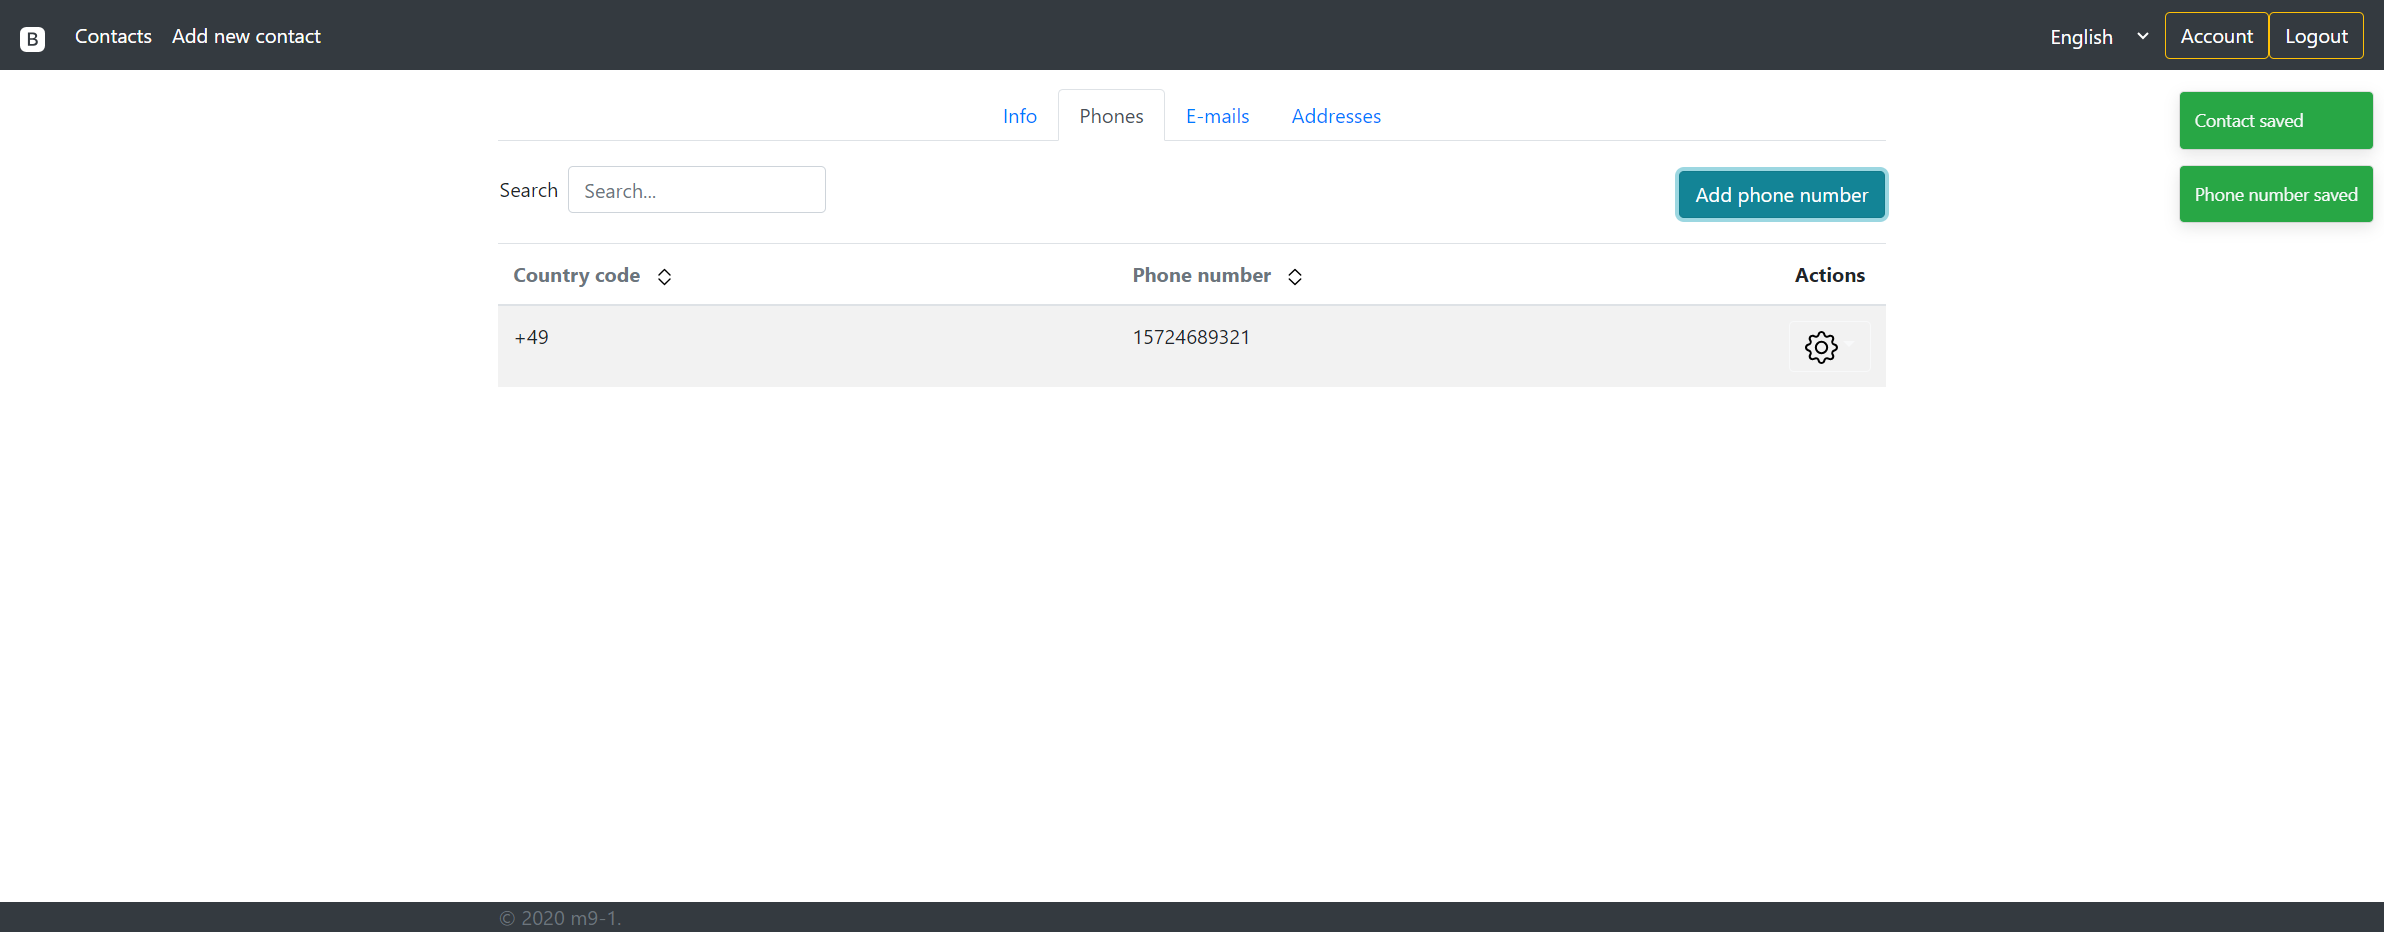 B Contacts Add new contact English Account Logout
Info Phones E-mails Addresses
Contact saved
Search Search... Add phone number
Phone number saved
Country code Phone number Actions
+49 15724689321
© 2020 m9-1.